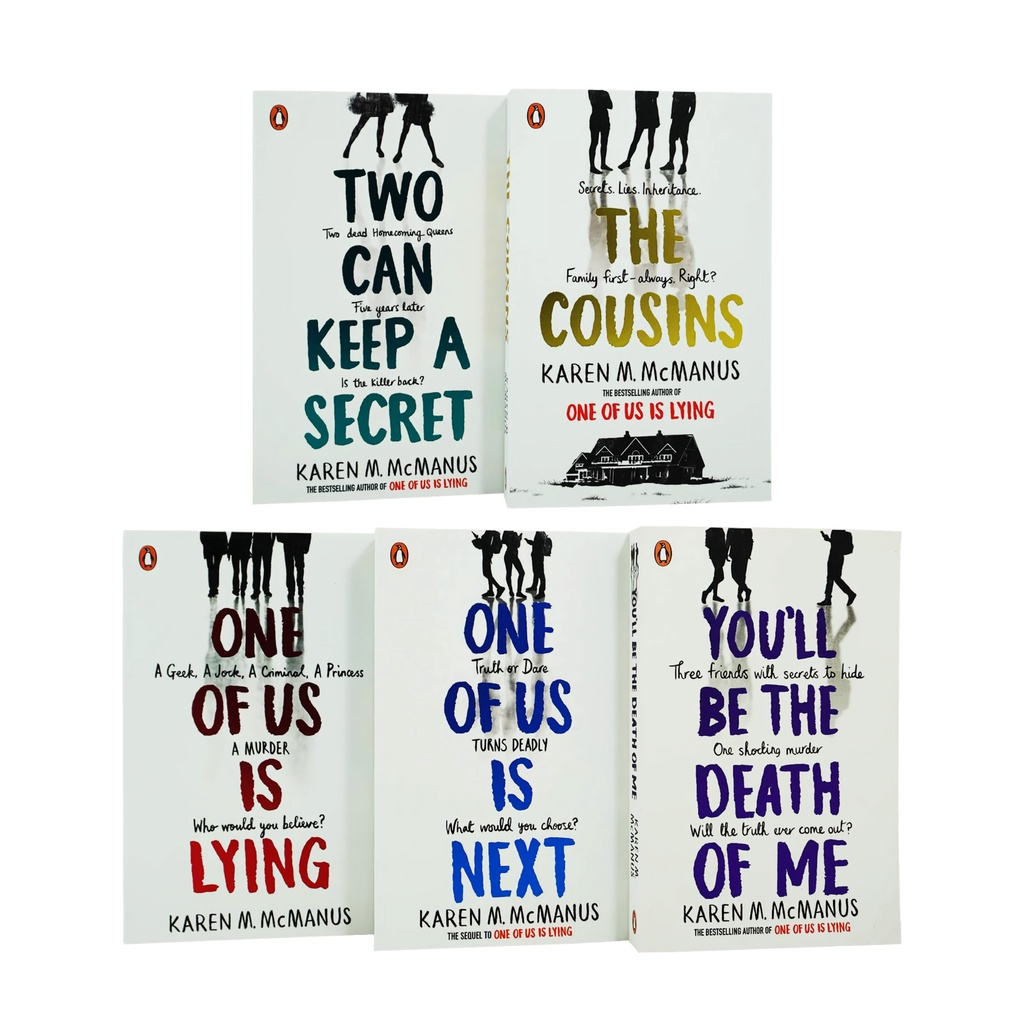 TWO
Two dead Homecoming Queens
CAN
Five years later
KEEP A
Is the killer back?
SECRET
KAREN M. McMANUS
THE BESTSELLING AUTHOR OF ONE OF US IS LYING
Secrets. Lies. Inheritance.
THE
Family first – always. Right?
COUSINS
KAREN M. McMANUS
THE BESTSELLING AUTHOR OF
ONE OF US IS LYING
ONE
A Geek, A Jock, A Criminal, A Princess
OF US
A MURDER
IS
Who would you believe?
LYING
KAREN M. McMANUS
ONE
Truth or Dare
OF US
TURNS DEADLY
IS
What would you choose?
NEXT
KAREN M. McMANUS
THE SEQUEL TO ONE OF US IS LYING
YOU'LL BE THE DEATH OF ME
KAREN M. McMANUS
YOU'LL
Three friends with secrets to hide
BE THE
One shocking murder
DEATH
Will the truth ever come out?
OF ME
KAREN M. McMANUS
THE BESTSELLING AUTHOR OF ONE OF US IS LYING